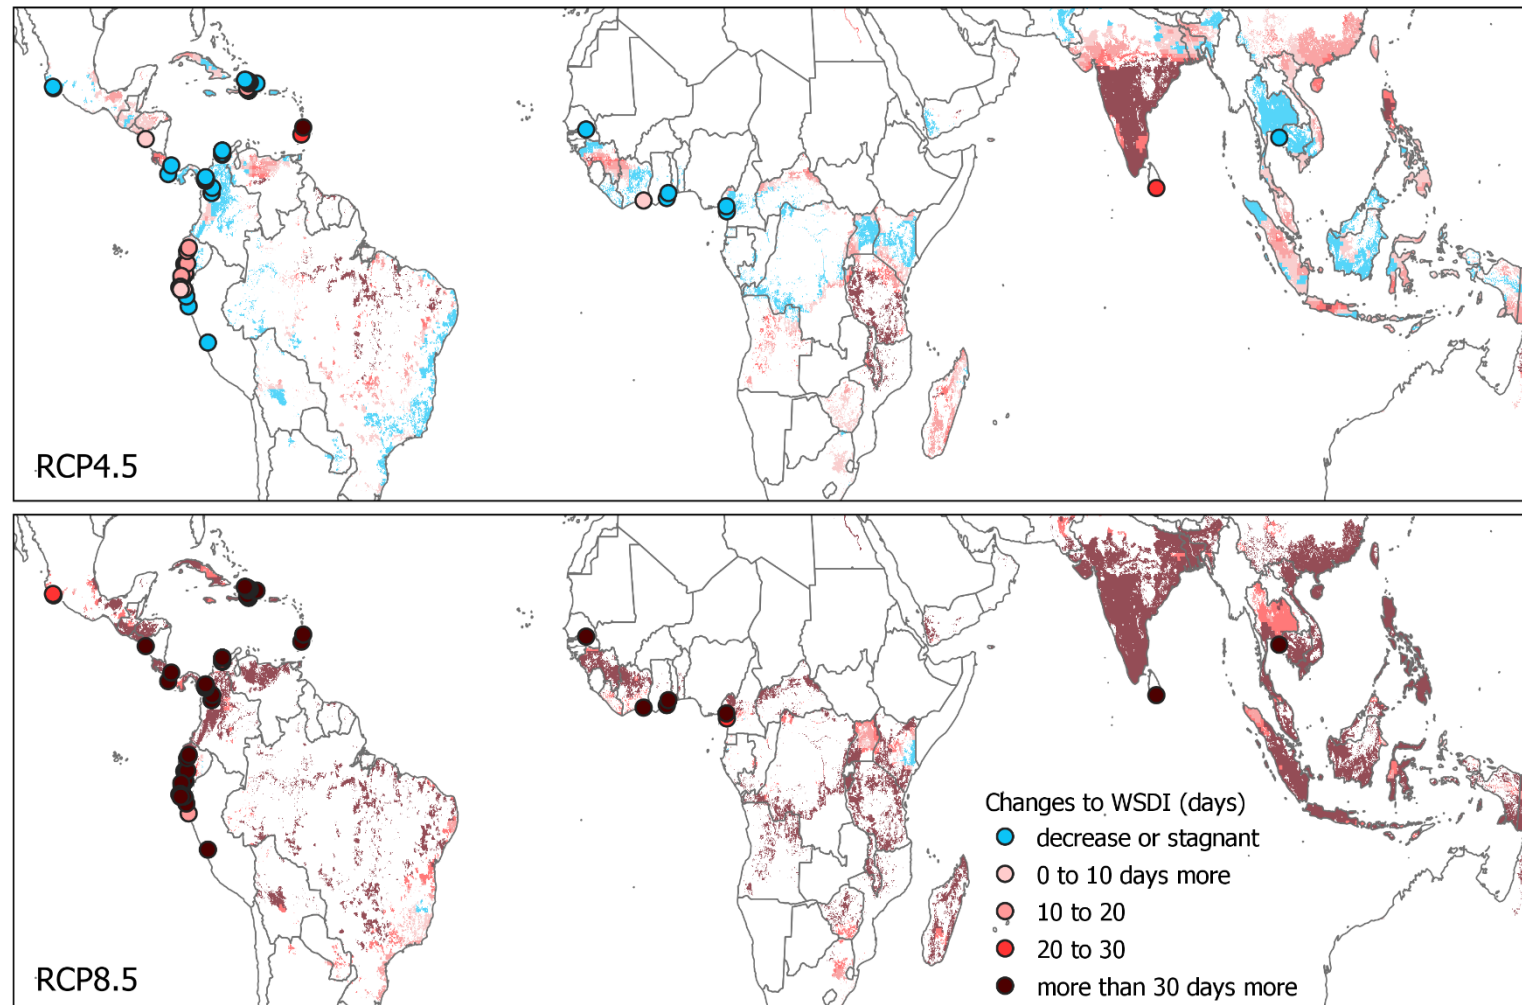 RCP4.5
Changes to WSDI (days)
decrease or stagnant
0 to 10 days more
10 to 20
20 to 30
more than 30 days more
RCP8.5